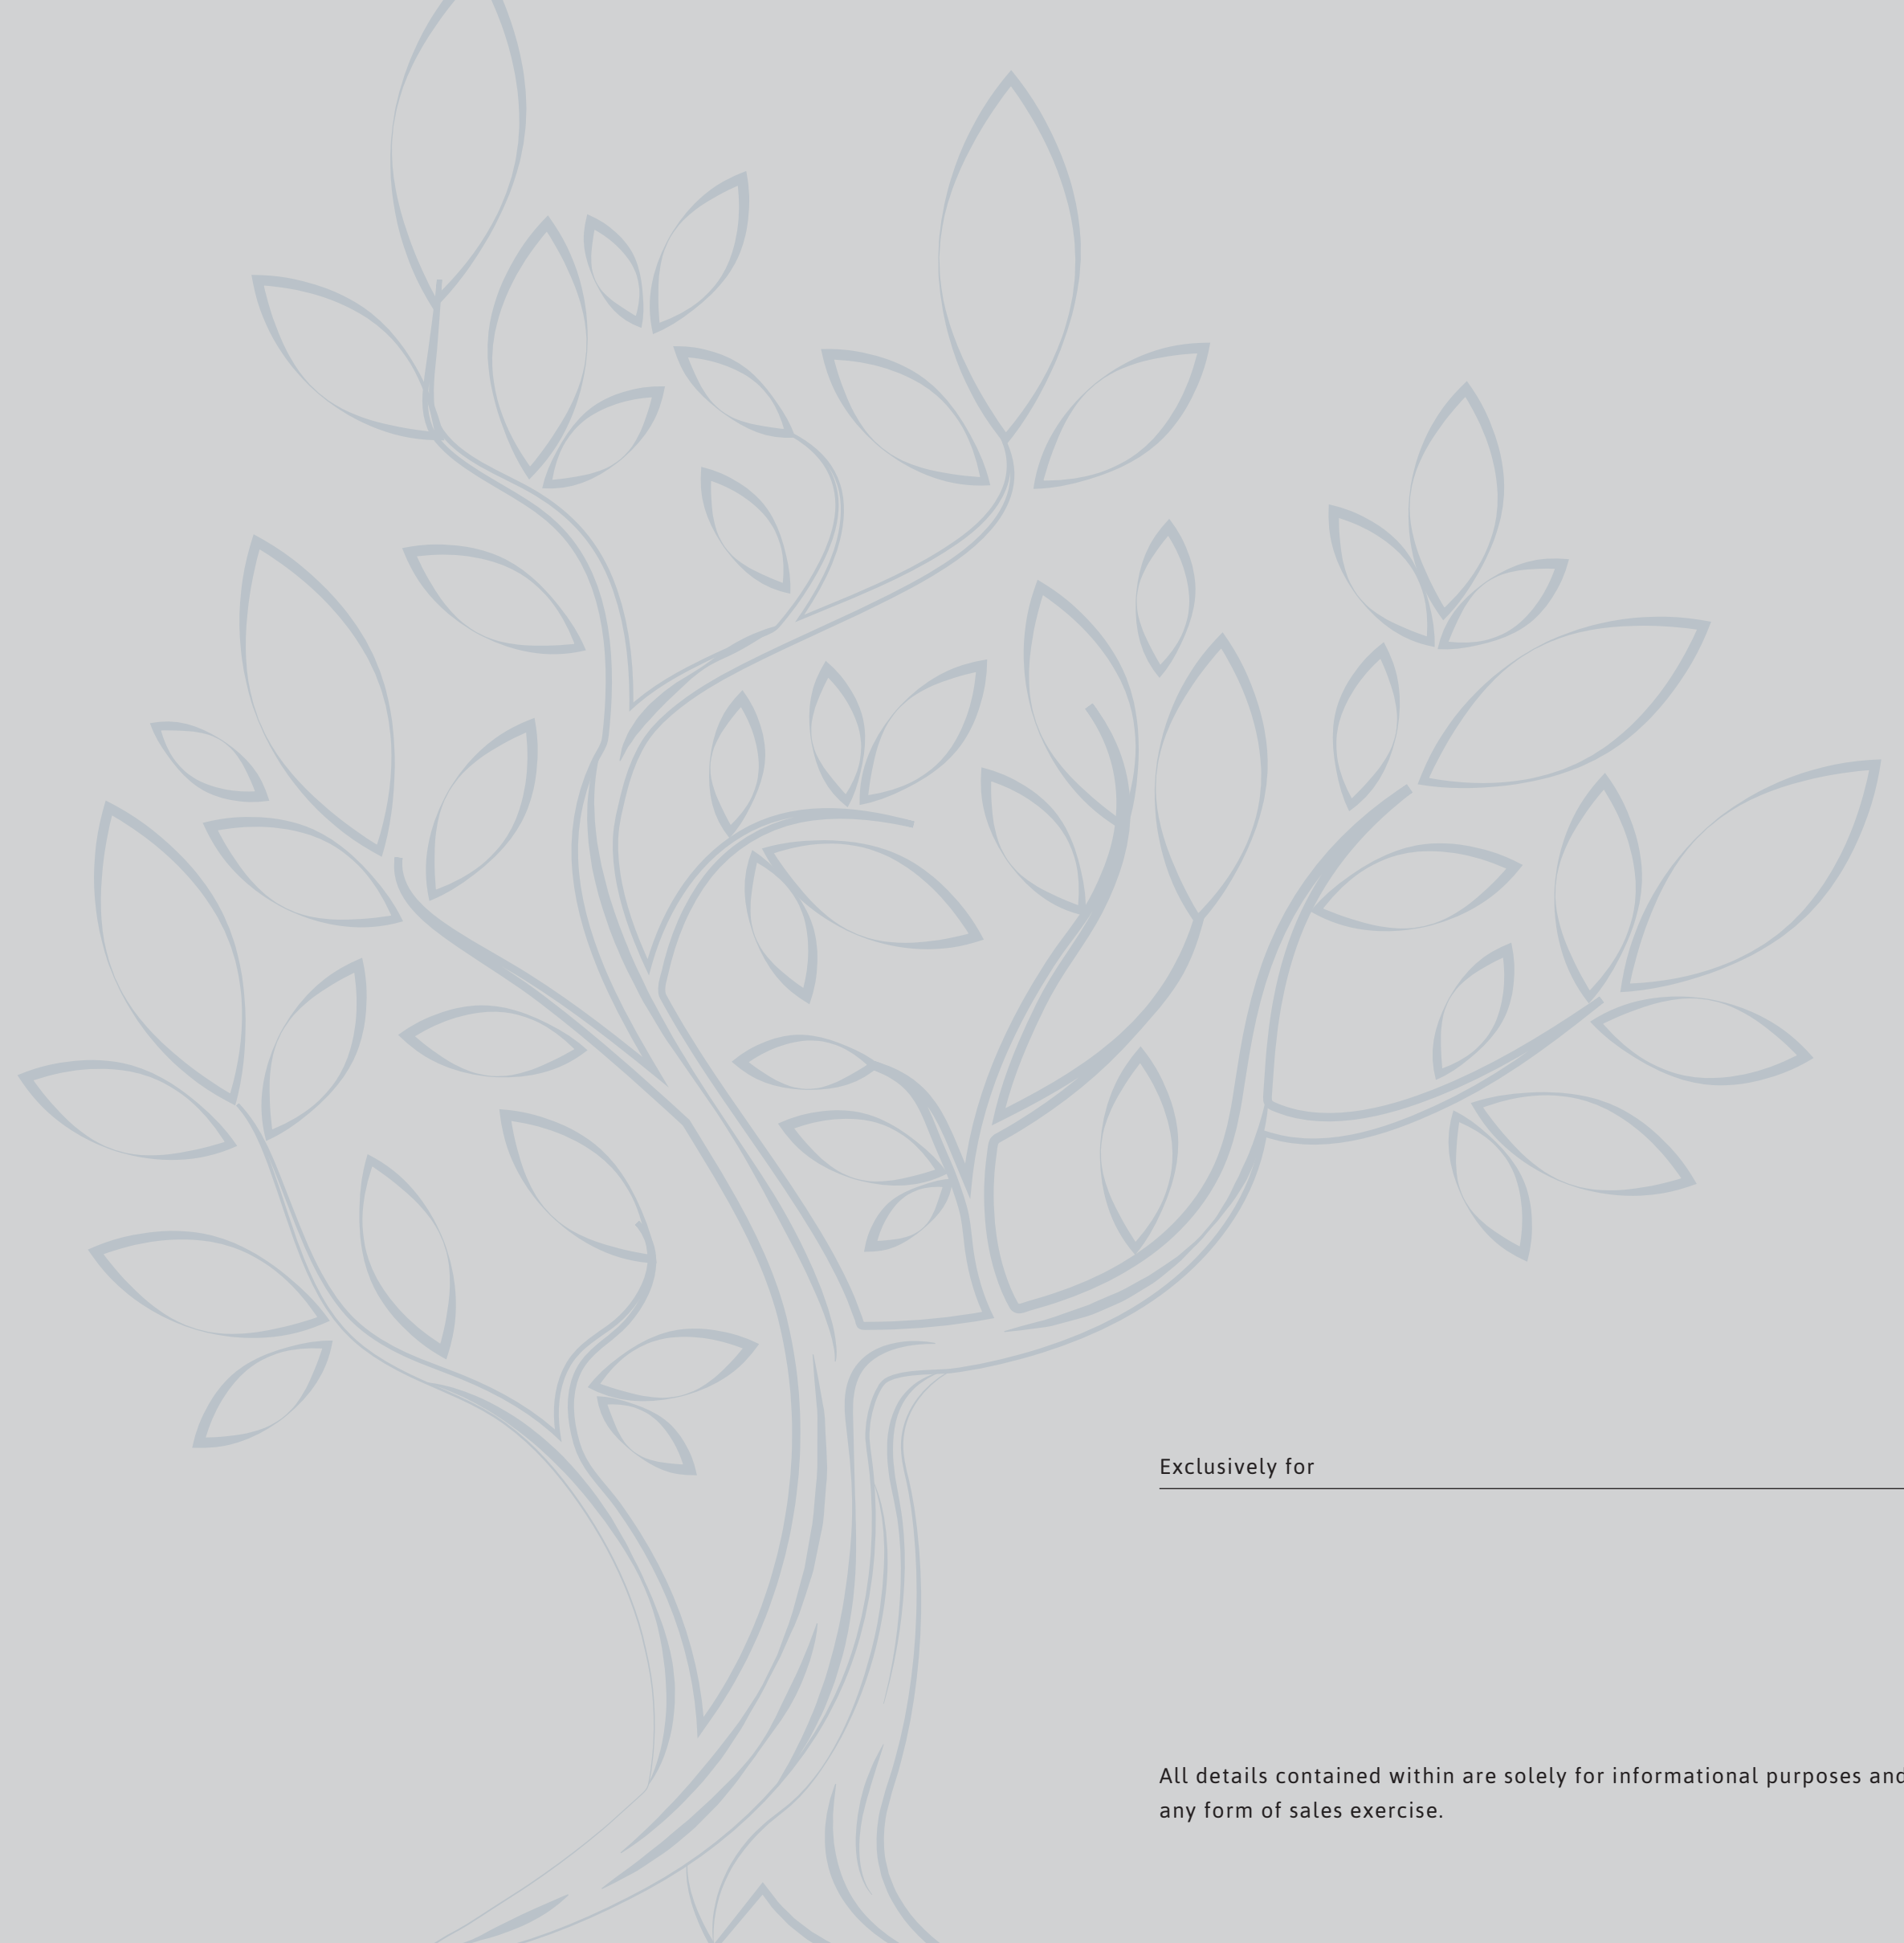 Exclusively for
All details contained within are solely for informational purposes and
any form of sales exercise.